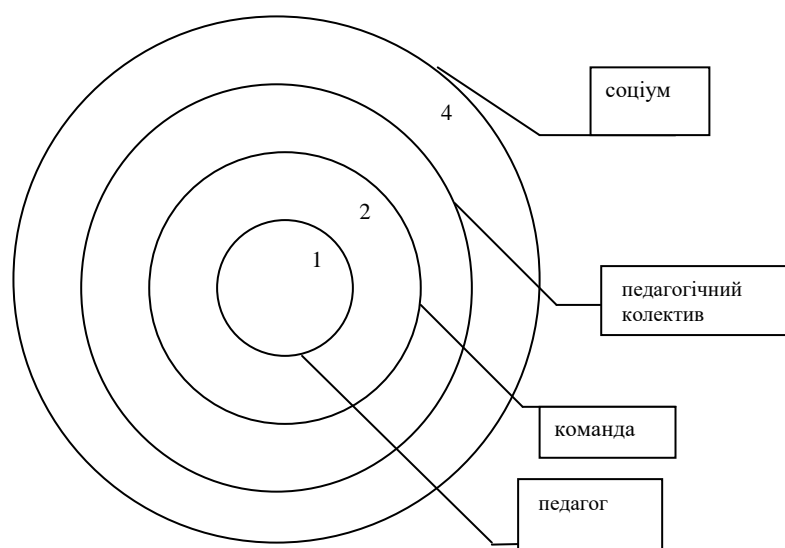 соціум
4
2
1
педагогічний
колектив
команда
педагог